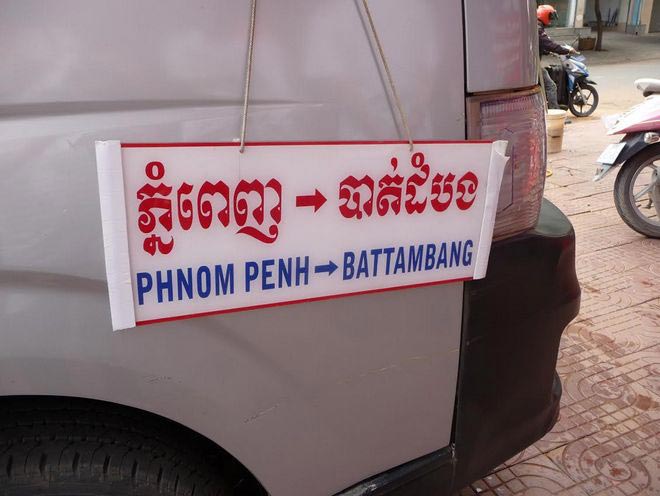 ភ្នំពេញ → បាត់ដំបង
PHNOM PENH → BATTAMBANG